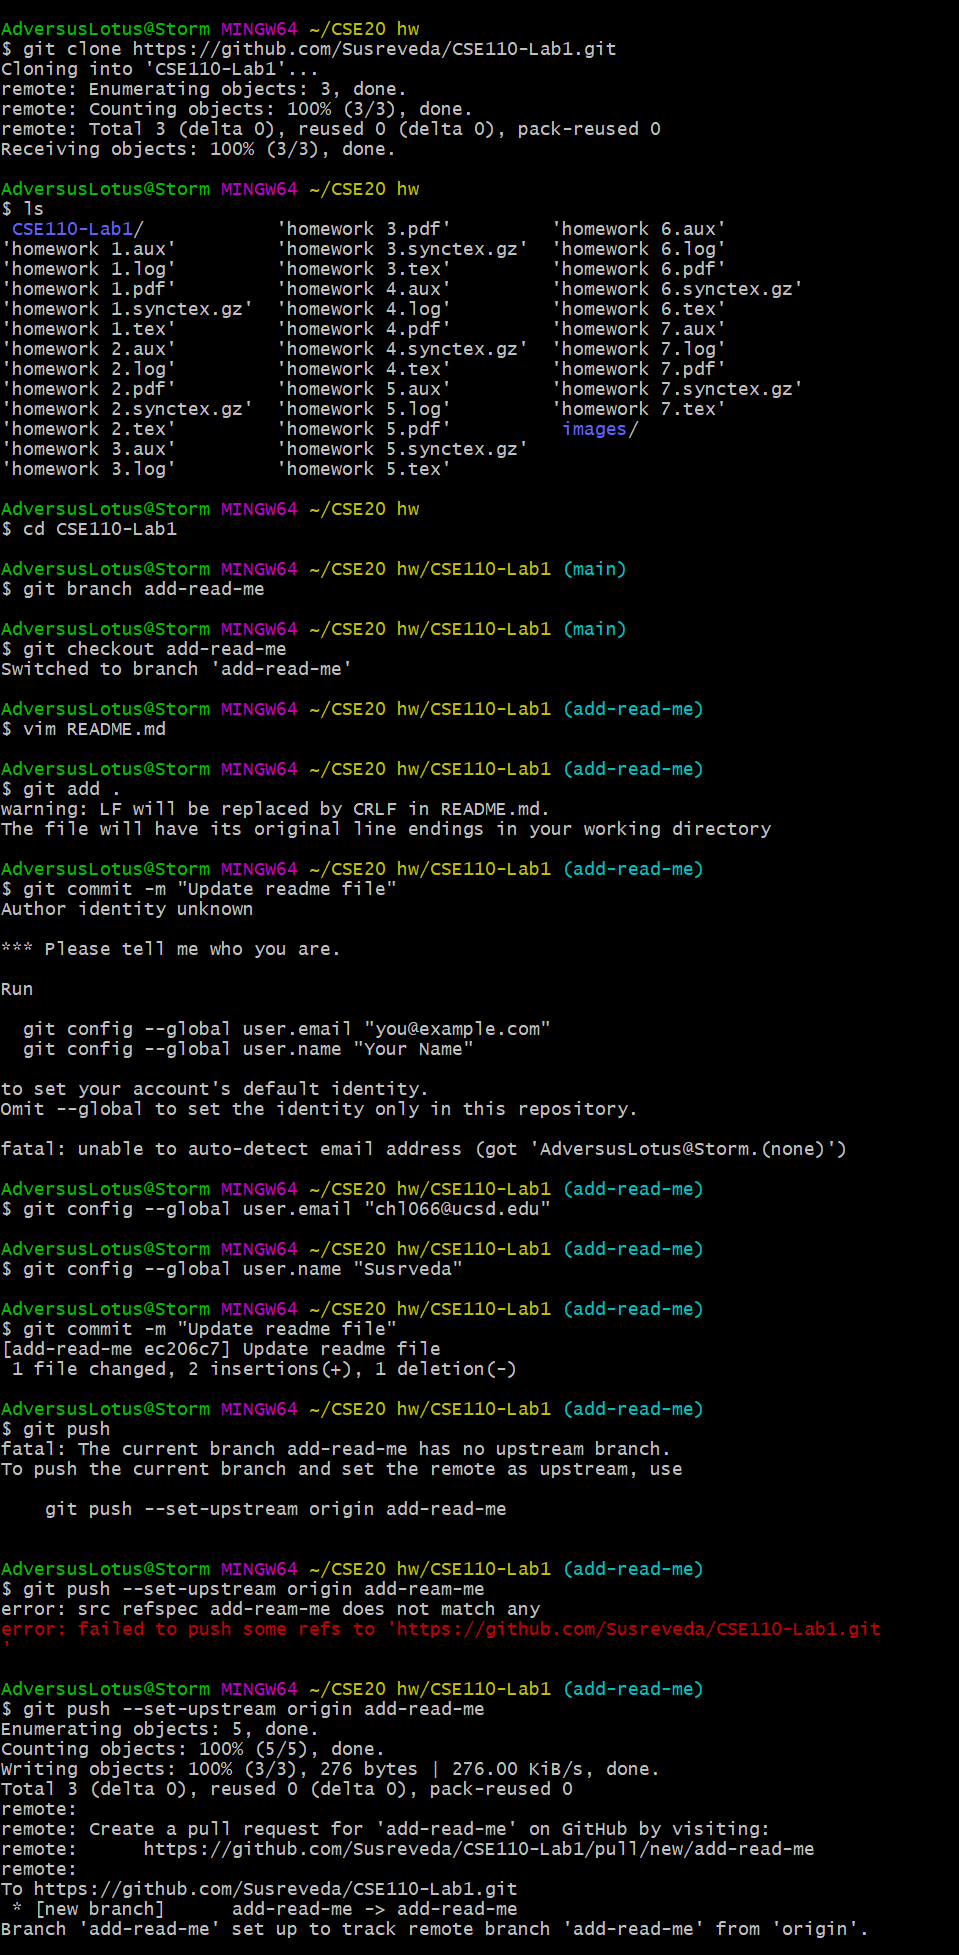 AdversusLotus@Storm MINGW64 ~/CSE20 hw
$ git clone https://github.com/Susreveda/CSE110-Lab1.git
Cloning into 'CSE110-Lab1'...
remote: Enumerating objects: 3, done.
remote: Counting objects: 100% (3/3), done.
remote: Total 3 (delta 0), reused 0 (delta 0), pack-reused 0
Receiving objects: 100% (3/3), done.

AdversusLotus@Storm MINGW64 ~/CSE20 hw
$ ls
 CSE110-Lab1/            'homework 3.pdf'         'homework 6.aux'
'homework 1.aux'         'homework 3.synctex.gz'  'homework 6.log'
'homework 1.log'         'homework 3.tex'         'homework 6.pdf'
'homework 1.pdf'         'homework 4.aux'         'homework 6.synctex.gz'
'homework 1.synctex.gz'  'homework 4.log'         'homework 6.tex'
'homework 1.tex'         'homework 4.pdf'         'homework 7.aux'
'homework 2.aux'         'homework 4.synctex.gz'  'homework 7.log'
'homework 2.log'         'homework 4.tex'         'homework 7.pdf'
'homework 2.pdf'         'homework 5.aux'         'homework 7.synctex.gz'
'homework 2.synctex.gz'  'homework 5.log'         'homework 7.tex'
'homework 2.tex'         'homework 5.pdf'          images/
'homework 3.aux'         'homework 5.synctex.gz'
'homework 3.log'         'homework 5.tex'

AdversusLotus@Storm MINGW64 ~/CSE20 hw
$ cd CSE110-Lab1

AdversusLotus@Storm MINGW64 ~/CSE20 hw/CSE110-Lab1 (main)
$ git branch add-read-me

AdversusLotus@Storm MINGW64 ~/CSE20 hw/CSE110-Lab1 (main)
$ git checkout add-read-me
Switched to branch 'add-read-me'

AdversusLotus@Storm MINGW64 ~/CSE20 hw/CSE110-Lab1 (add-read-me)
$ vim README.md

AdversusLotus@Storm MINGW64 ~/CSE20 hw/CSE110-Lab1 (add-read-me)
$ git add .
warning: LF will be replaced by CRLF in README.md.
The file will have its original line endings in your working directory

AdversusLotus@Storm MINGW64 ~/CSE20 hw/CSE110-Lab1 (add-read-me)
$ git commit -m "Update readme file"
Author identity unknown

*** Please tell me who you are.

Run

  git config --global user.email "you@example.com"
  git config --global user.name "Your Name"

to set your account's default identity.
Omit --global to set the identity only in this repository.

fatal: unable to auto-detect email address (got 'AdversusLotus@Storm.(none)')

AdversusLotus@Storm MINGW64 ~/CSE20 hw/CSE110-Lab1 (add-read-me)
$ git config --global user.email "chl066@ucsd.edu"

AdversusLotus@Storm MINGW64 ~/CSE20 hw/CSE110-Lab1 (add-read-me)
$ git config --global user.name "Susrveda"

AdversusLotus@Storm MINGW64 ~/CSE20 hw/CSE110-Lab1 (add-read-me)
$ git commit -m "Update readme file"
[add-read-me ec206c7] Update readme file
 1 file changed, 2 insertions(+), 1 deletion(-)

AdversusLotus@Storm MINGW64 ~/CSE20 hw/CSE110-Lab1 (add-read-me)
$ git push
fatal: The current branch add-read-me has no upstream branch.
To push the current branch and set the remote as upstream, use

    git push --set-upstream origin add-read-me


AdversusLotus@Storm MINGW64 ~/CSE20 hw/CSE110-Lab1 (add-read-me)
$ git push --set-upstream origin add-ream-me
error: src refspec add-ream-me does not match any
error: failed to push some refs to 'https://github.com/Susreveda/CSE110-Lab1.git
'

AdversusLotus@Storm MINGW64 ~/CSE20 hw/CSE110-Lab1 (add-read-me)
$ git push --set-upstream origin add-read-me
Enumerating objects: 5, done.
Counting objects: 100% (5/5), done.
Writing objects: 100% (3/3), 276 bytes | 276.00 KiB/s, done.
Total 3 (delta 0), reused 0 (delta 0), pack-reused 0
remote:
remote: Create a pull request for 'add-read-me' on GitHub by visiting:
remote:      https://github.com/Susreveda/CSE110-Lab1/pull/new/add-read-me
remote:
To https://github.com/Susreveda/CSE110-Lab1.git
 * [new branch]      add-read-me -> add-read-me
Branch 'add-read-me' set up to track remote branch 'add-read-me' from 'origin'.